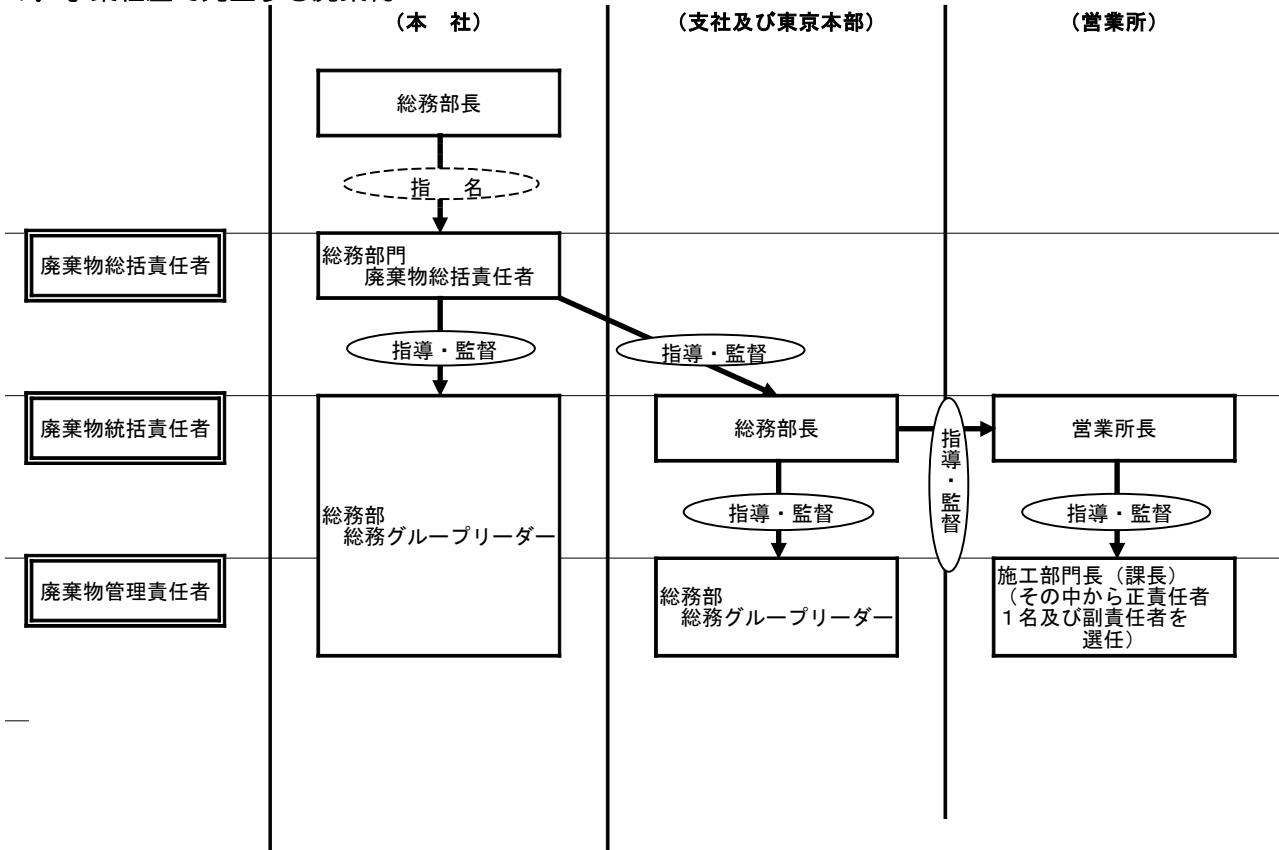 （本　社）
（支社及び東京本部）
（営業所）
総務部長
指　名
廃棄物総括責任者
総務部門
廃棄物総括責任者
指導・監督
指導・監督
廃棄物統括責任者
総務部長
指導・監督
営業所長
総務部
総務グループリーダー
指導・監督
指導・監督
廃棄物管理責任者
総務部
総務グループリーダー
施工部門長（課長）
（その中から正責任者
１名及び副責任者を
選任）